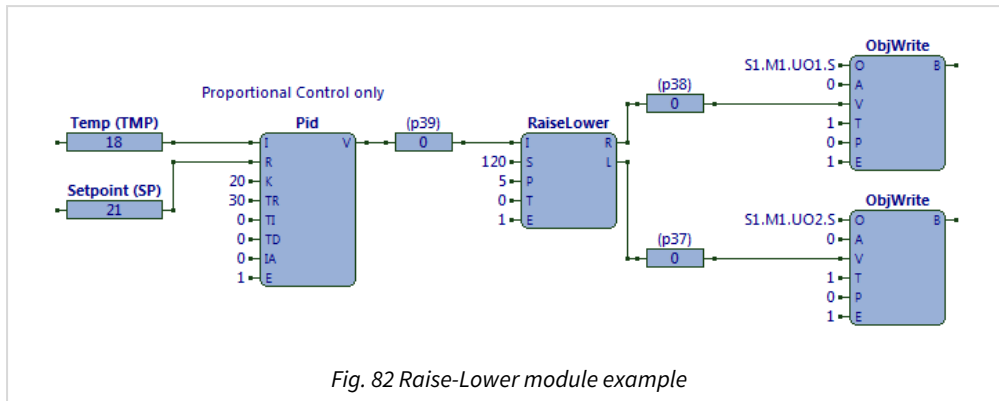 ObjWrite
S1.M1.UO1.S O B
0 A
(p38)
0 V
1 T
0 P
1 E
Proportional Control only
Temp (TMP)
18
Setpoint (SP)
21
Pid
I V
R
20 K
30 TR
0 TI
0 TD
0 IA
1 E
(p39)
0
RaiseLower
I R
120 S L
5 P
0 T
1 E
ObjWrite
S1.M1.UO2.S O B
0 A
(p37)
0 V
1 T
0 P
1 E
Fig. 82 Raise-Lower module example